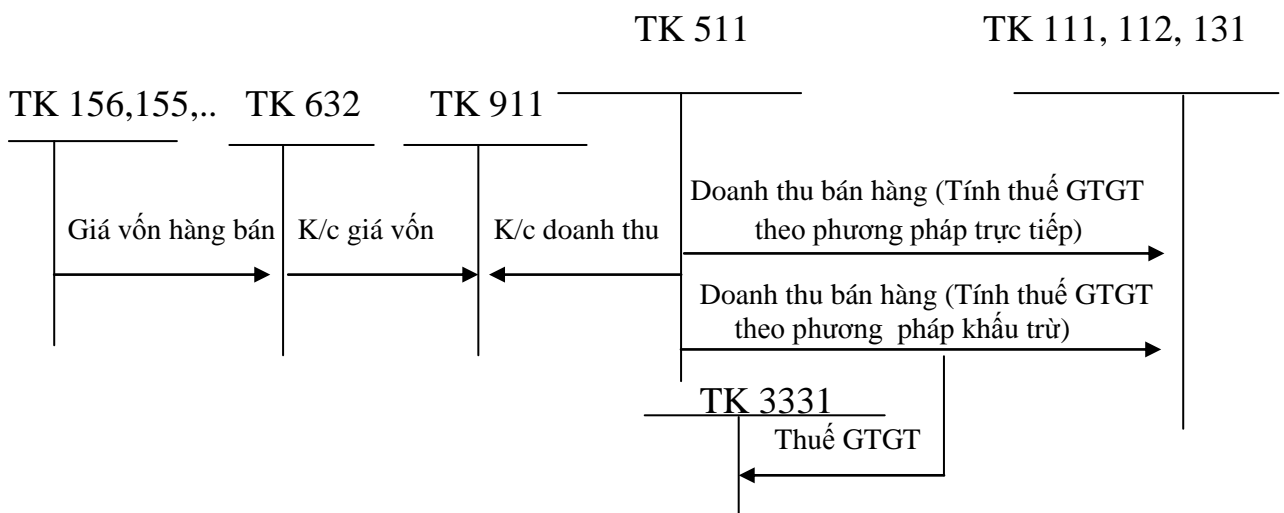 TK 511
TK 111, 112, 131
TK 156,155,..
TK 632
TK 911
Giá vốn hàng bán
K/c giá vốn
K/c doanh thu
Doanh thu bán hàng (Tính thuế GTGT
theo phương pháp trực tiếp)
Doanh thu bán hàng (Tính thuế GTGT
theo phương pháp khấu trừ)
TK 3331
Thuế GTGT